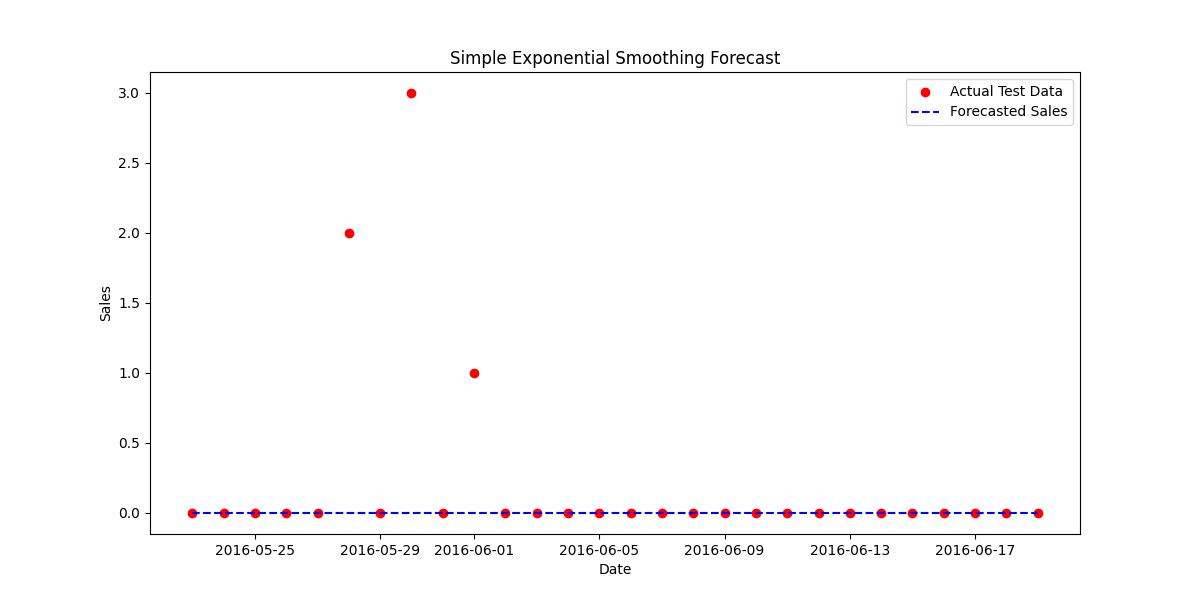 Simple Exponential Smoothing Forecast
Actual Test Data
Forecasted Sales
3.0
2.5
2.0
1.5
1.0
0.5
0.0
Sales
2016-05-25 2016-05-29 2016-06-01 2016-06-05 2016-06-09 2016-06-13 2016-06-17
Date